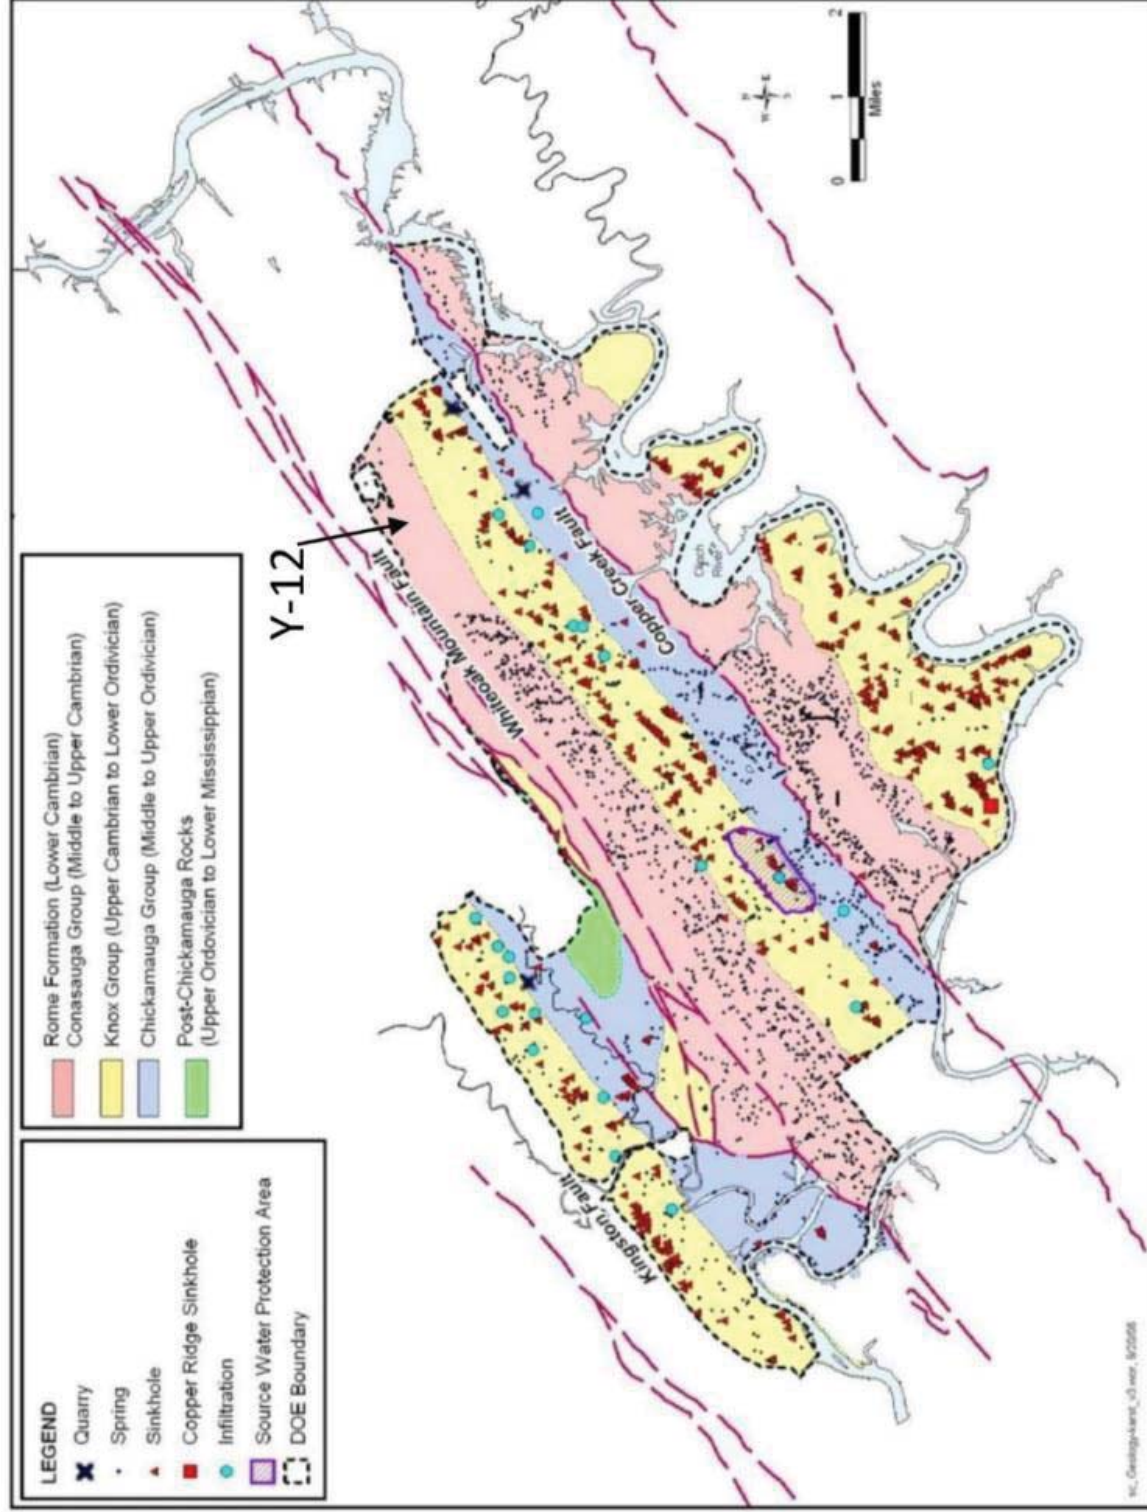 Rome Formation (Lower Cambrian)
Conasauga Group (Middle to Upper Cambrian)
Knox Group (Upper Cambrian to Lower Ordivician)
Chickamauga Group (Middle to Upper Ordivician)
Post-Chickamauga Rocks
(Upper Ordovician to Lower Mississippian)
LEGEND
Quarry
Spring
Sinkhole
Copper Ridge Sinkhole
Infiltration
Source Water Protection Area
DOE Boundary
Y-12
Whiteoak Mountain Fault
Copper Creek Fault
Kingston Fault
Clinch
River
N
W E
S
0 1 2
Miles